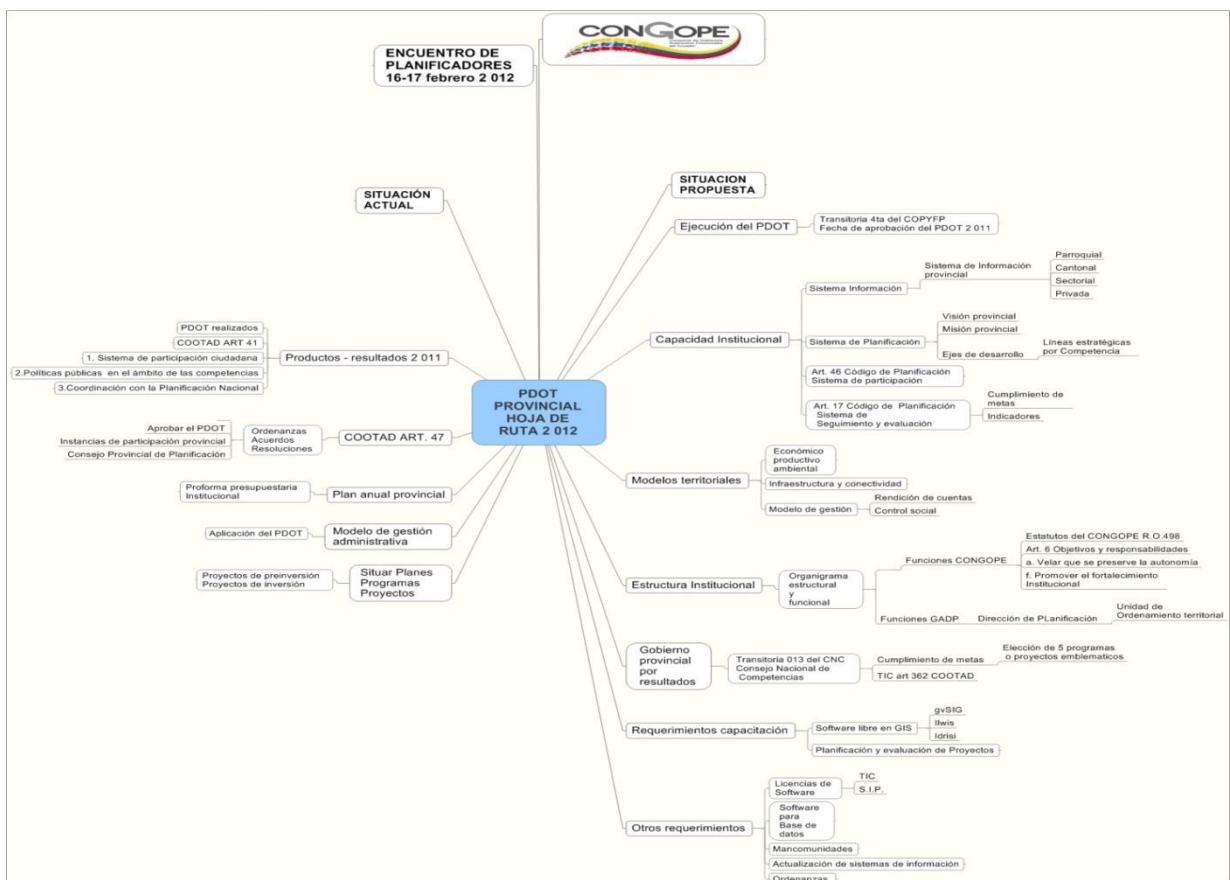 CONGOPE
ENCUENTRO DE
PLANIFICADORES
16-17 febrero 2 012
SITUACIÓN
ACTUAL
SITUACION
PROPUESTA
Ejecución del PDOT
Transitoria 4ta del COPYFP
Fecha de aprobación del PDOT 2 011
Capacidad Institucional
Sistema Información
Sistema de Información
provincial
Parroquial
Cantonal
Sectorial
Privada
Sistema de Planificación
Visión provincial
Misión provincial
Ejes de desarrollo
Líneas estratégicas
por Competencia
Art. 46 Código de Planificación
Sistema de participación
Art. 17 Código de Planificación
Sistema de
Seguimiento y evaluación
Cumplimiento de
metas
Indicadores
PDOT realizados
COOTAD ART 41
1. Sistema de participación ciudadana
2.Políticas públicas en el ámbito de las competencias
3.Coordinación con la Planificación Nacional
Productos - resultados 2 011
PDOT
PROVINCIAL
HOJA DE
RUTA 2 012
Aprobar el PDOT
Instancias de participación provincial
Consejo Provincial de Planificación
Ordenanzas
Acuerdos
Resoluciones
COOTAD ART. 47
Proforma presupuestaria
Institucional
Plan anual provincial
Aplicación del PDOT
Modelo de gestión
administrativa
Proyectos de preinversión
Proyectos de inversión
Situar Planes
Programas
Proyectos
Modelos territoriales
Económico
productivo
ambiental
Infraestructura y conectividad
Modelo de gestión
Rendición de cuentas
Control social
Estructura Institucional
Organigrama
estructural
y
funcional
Funciones CONGOPE
Estatutos del CONGOPE R.O.498
Art. 6 Objetivos y responsabilidades
a. Velar que se preserve la autonomía
f. Promover el fortalecimiento
Institucional
Funciones GADP
Dirección de PLanificación
Unidad de
Ordenamiento territorial
Gobierno
provincial
por
resultados
Transitoria 013 del CNC
Consejo Nacional de
Competencias
Cumplimiento de metas
Elección de 5 programas
o proyectos emblematicos
TIC art 362 COOTAD
Requerimientos capacitación
Software libre en GIS
gvSIG
Ilwis
Idrisi
Planificación y evaluación de Proyectos
Otros requerimientos
Licencias de
Software
TIC
S.I.P.
Software
para
Base de
datos
Mancomunidades
Actualización de sistemas de información
Ordenanzas